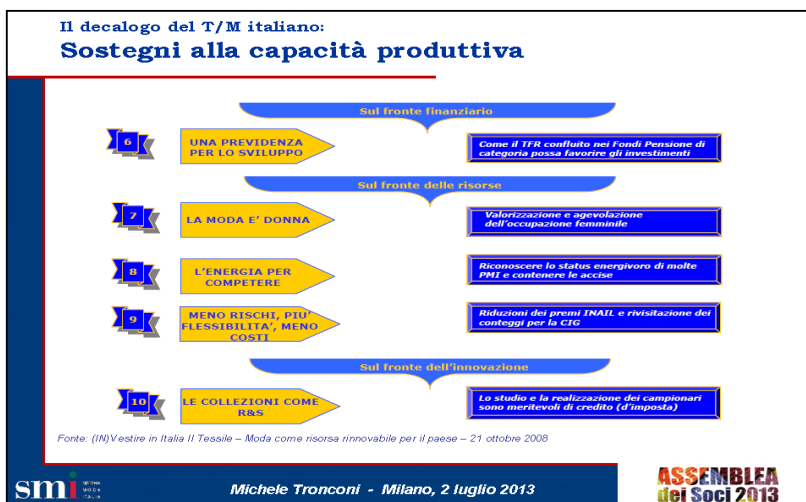 Il decalogo del T/M italiano:
Sostegni alla capacità produttiva
Sul fronte finanziario
6
UNA PREVIDENZA
PER LO SVILUPPO
Come il TFR confluito nei Fondi Pensione di
categoria possa favorire gli investimenti
Sul fronte delle risorse
7
LA MODA E' DONNA
Valorizzazione e agevolazione
dell'occupazione femminile
8
L'ENERGIA PER
COMPETERE
Riconoscere lo status energivoro di molte
PMI e contenere le accise
9
MENO RISCHI, PIU'
FLESSIBILITA', MENO
COSTI
Riduzioni dei premi INAIL e rivisitazione dei
conteggi per la CIG
Sul fronte dell'innovazione
10
LE COLLEZIONI COME
R&S
Lo studio e la realizzazione dei campionari
sono meritevoli di credito (d'imposta)
Fonte: (IN)Vestire in Italia Il Tessile – Moda come risorsa rinnovabile per il paese – 21 ottobre 2008
smi
SISTEMA
MODA
ITALIA
Michele Tronconi - Milano, 2 luglio 2013
ASSEMBLEA
dei Soci 2013